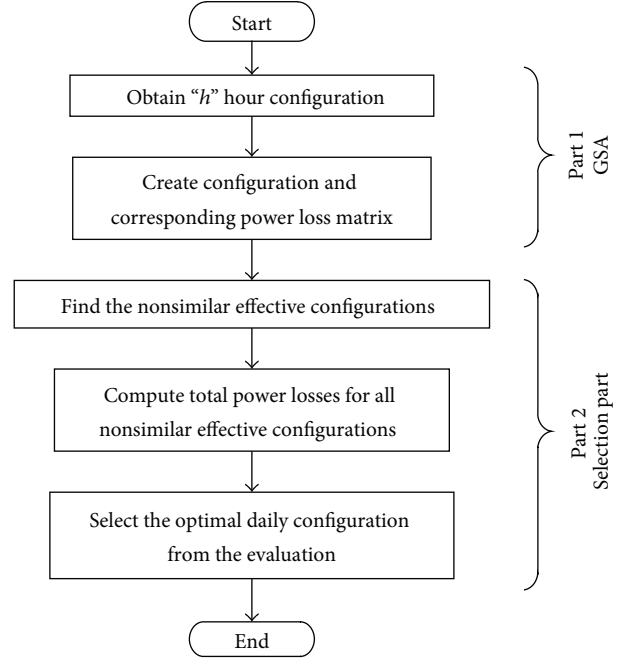 Start
Obtain “h” hour configuration
Create configuration and
corresponding power loss matrix
Part 1
GSA
Find the nonsimilar effective configurations
Compute total power losses for all
nonsimilar effective configurations
Select the optimal daily configuration
from the evaluation
Part 2
Selection part
End